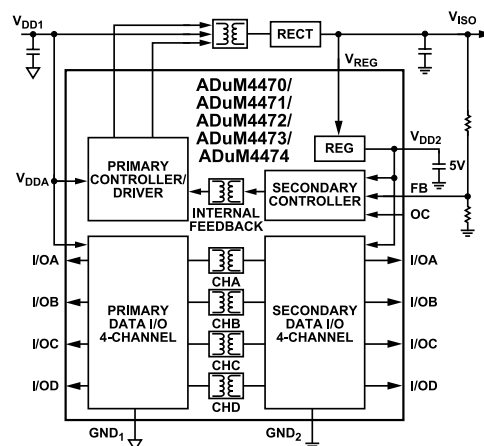 VDD1
RECT
VISO
VREG
ADuM4470/
ADuM4471/
ADuM4472/
ADuM4473/
ADuM4474
REG
VDD2
5V
VDDA
PRIMARY
CONTROLLER/
DRIVER
INTERNAL
FEEDBACK
SECONDARY
CONTROLLER
FB
OC
I/OA
I/OB
I/OC
I/OD
PRIMARY
DATA I/O
4-CHANNEL
CHA
CHB
CHC
CHD
SECONDARY
DATA I/O
4-CHANNEL
I/OA
I/OB
I/OC
I/OD
GND1
GND2